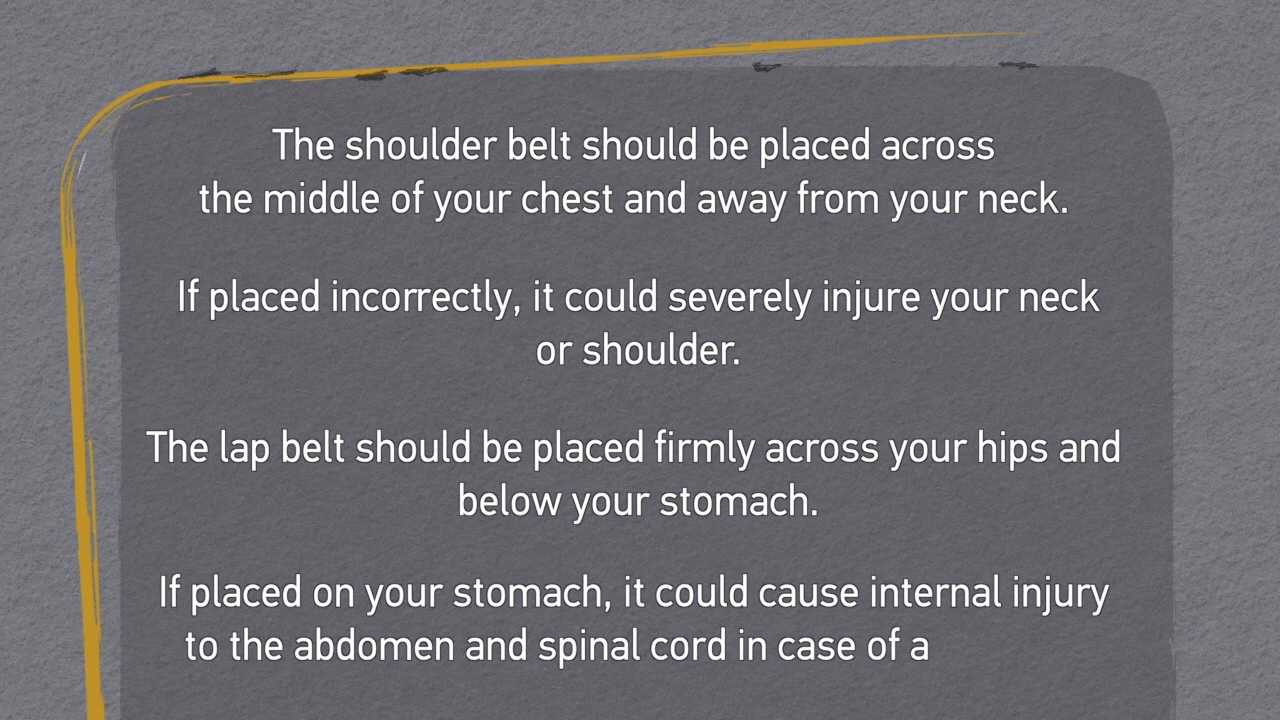 The shoulder belt should be placed across
the middle of your chest and away from your neck.
If placed incorrectly, it could severely injure your neck
or shoulder.
The lap belt should be placed firmly across your hips and
below your stomach.
If placed on your stomach, it could cause internal injury
to the abdomen and spinal cord in case of a